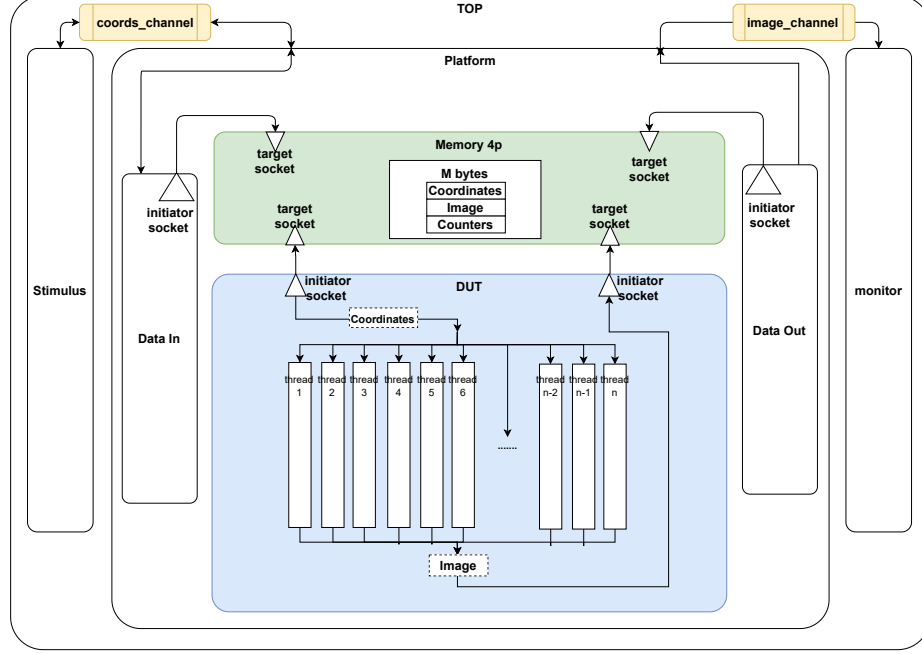 TOP
coords_channel
image_channel
Platform
Memory 4p
target
socket
target
socket
M bytes
Coordinates
Image
Counters
initiator
socket
initiator
socket
target
socket
target
socket
Stimulus
monitor
Data In
Data Out
DUT
initiator
socket
initiator
socket
Coordinates
thread
1
thread
2
thread
3
thread
4
thread
5
thread
6
.......
thread
n-2
thread
n-1
thread
n
Image